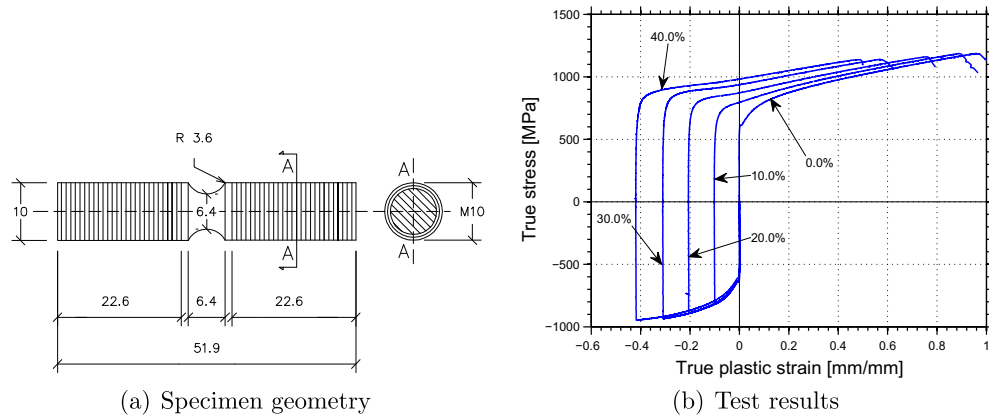 R 3.6
A
A
10
6.4
M10
A
A
22.6
6.4
22.6
51.9
(a) Specimen geometry
1500
1000
500
0
−500
−1000
−0.6
−0.4
−0.2
0
0.2
0.4
0.6
0.8
1
True stress [MPa]
True plastic strain [mm/mm]
40.0%
0.0%
10.0%
30.0%
20.0%
(b) Test results